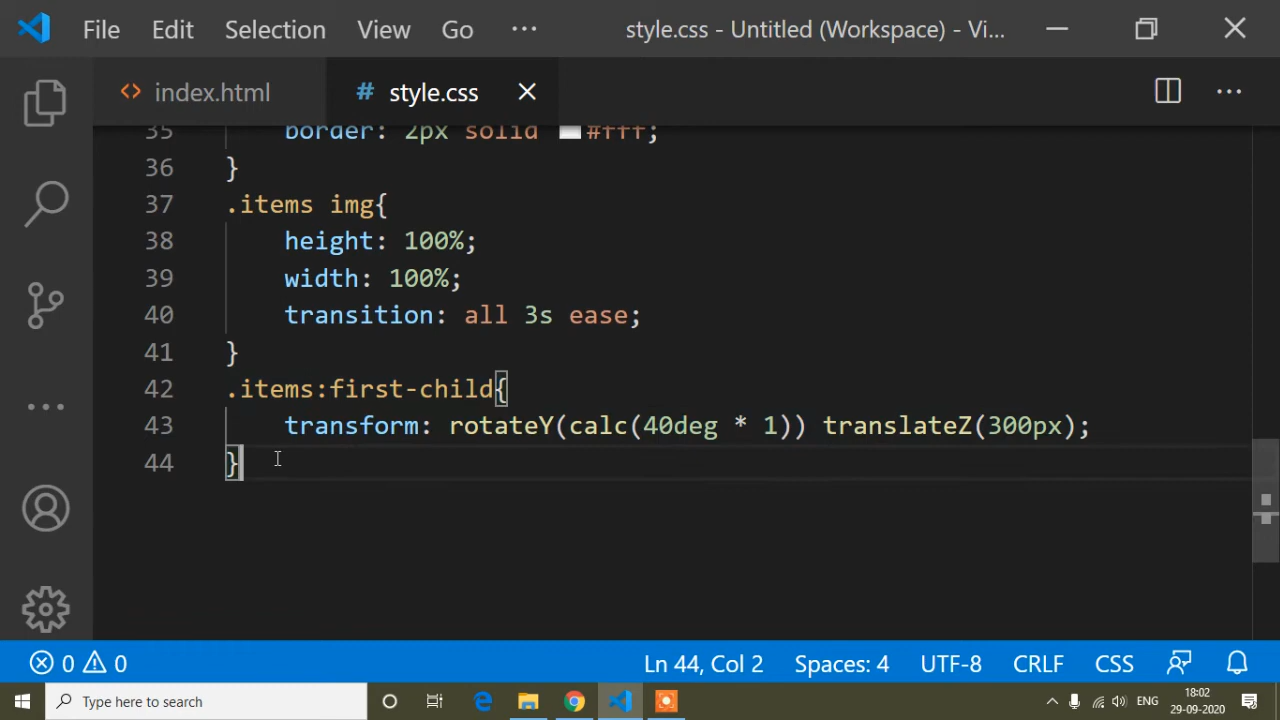 File Edit Selection View Go ··· style.css - Untitled (Workspace) - Vi...
<> index.html # style.css
35 border: 2px solid #fff;
36 }
37 .items img{
38 height: 100%;
39 width: 100%;
40 transition: all 3s ease;
41 }
42 .items:first-child{
43 transform: rotateY(calc(40deg * 1)) translateZ(300px);
44 }
0 0 Ln 44, Col 2 Spaces: 4 UTF-8 CRLF CSS
Type here to search ENG 18:02
29-09-2020